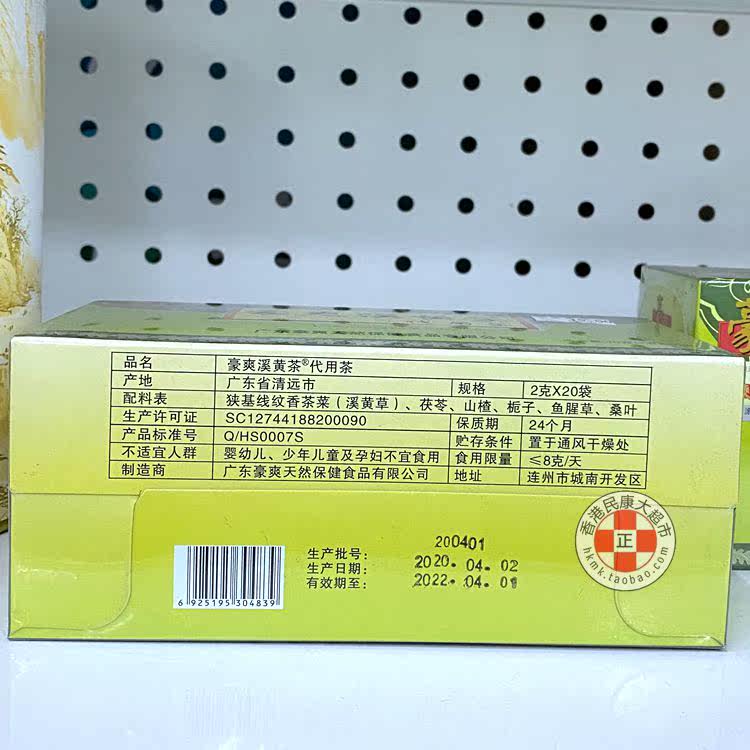 品名 豪爽溪黄茶®代用茶
产地 广东省清远市 规格 2克X20袋
配料表 狭基线纹香茶菜(溪黄草)、茯苓、山楂、栀子、鱼腥草、桑叶
生产许可证 SC12744188200090 保质期 24个月
产品标准号 Q/HS0007S 贮存条件 置于通风干燥处
不适宜人群 婴幼儿、少年儿童及孕妇不宜食用 食用限量 ≤8克/天
制造商 广东豪爽天然保健食品有限公司 地址 连州市城南开发区
生产批号: 200401
生产日期: 2020.04.02
有效期至: 2022.04.01
6 925195 304839
香港民康大超市
正
hkmk.taobao.com